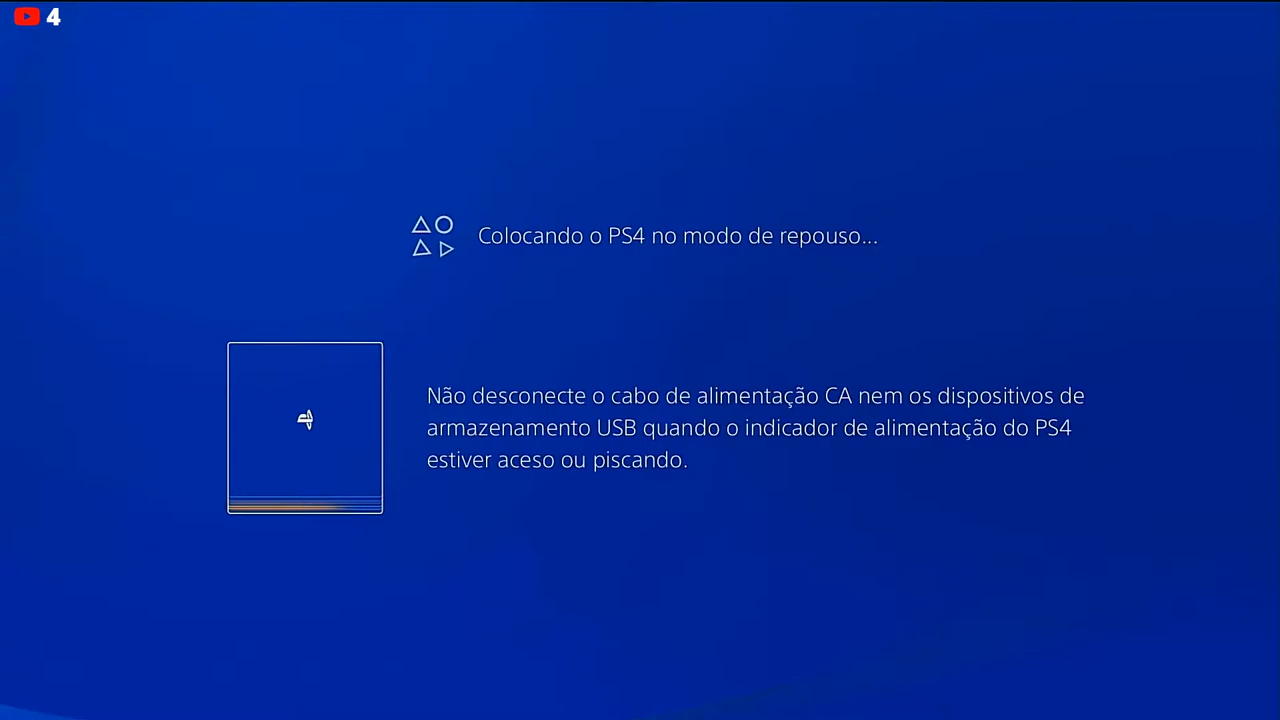 4
Colocando o PS4 no modo de repouso...
Não desconecte o cabo de alimentação CA nem os dispositivos de
armazenamento USB quando o indicador de alimentação do PS4
estiver aceso ou piscando.